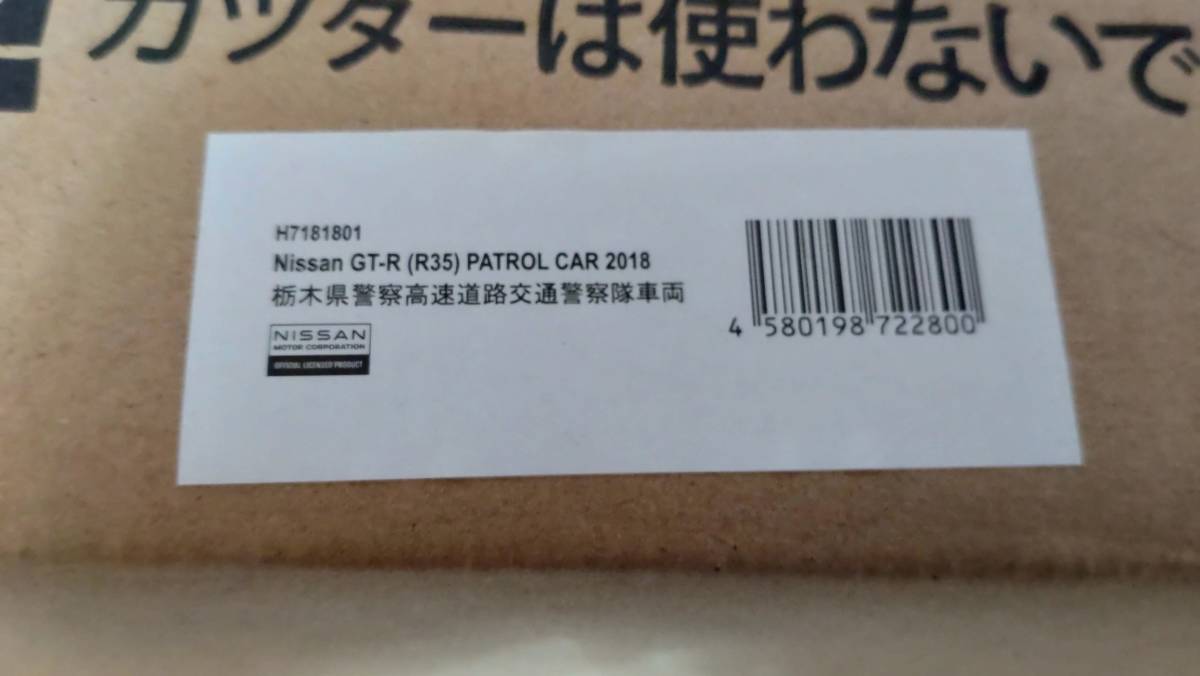 カッターは使わないで
H7181801
Nissan GT-R (R35) PATROL CAR 2018
栃木県警察高速道路交通警察隊車両
NISSAN
MOTOR CORPORATION
OFFICIAL LICENSED PRODUCT
4 580198 722800